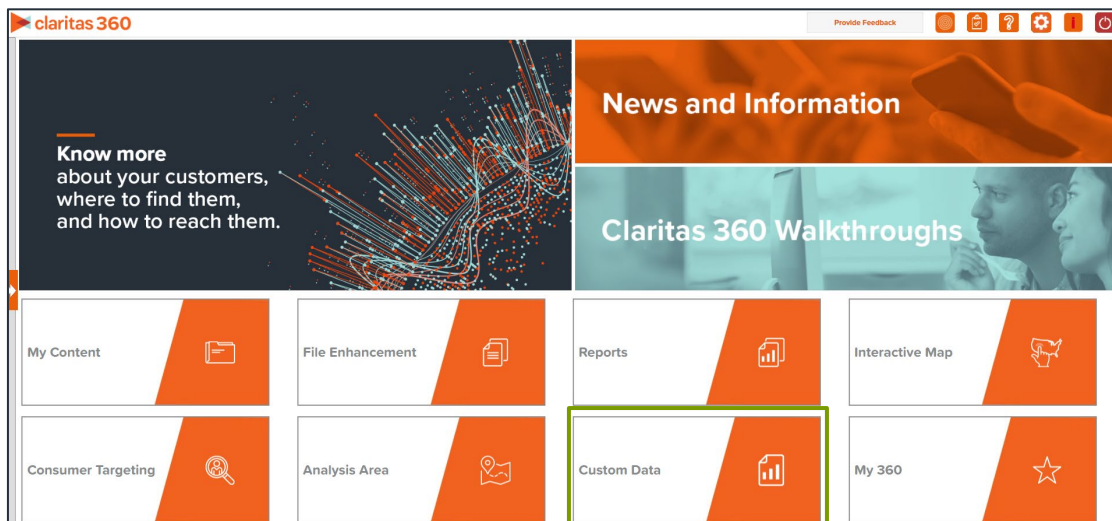 claritas 360
Provide Feedback
Know more
about your customers,
where to find them,
and how to reach them.
News and Information
Claritas 360 Walkthroughs
My Content
File Enhancement
Reports
Interactive Map
Consumer Targeting
Analysis Area
Custom Data
My 360